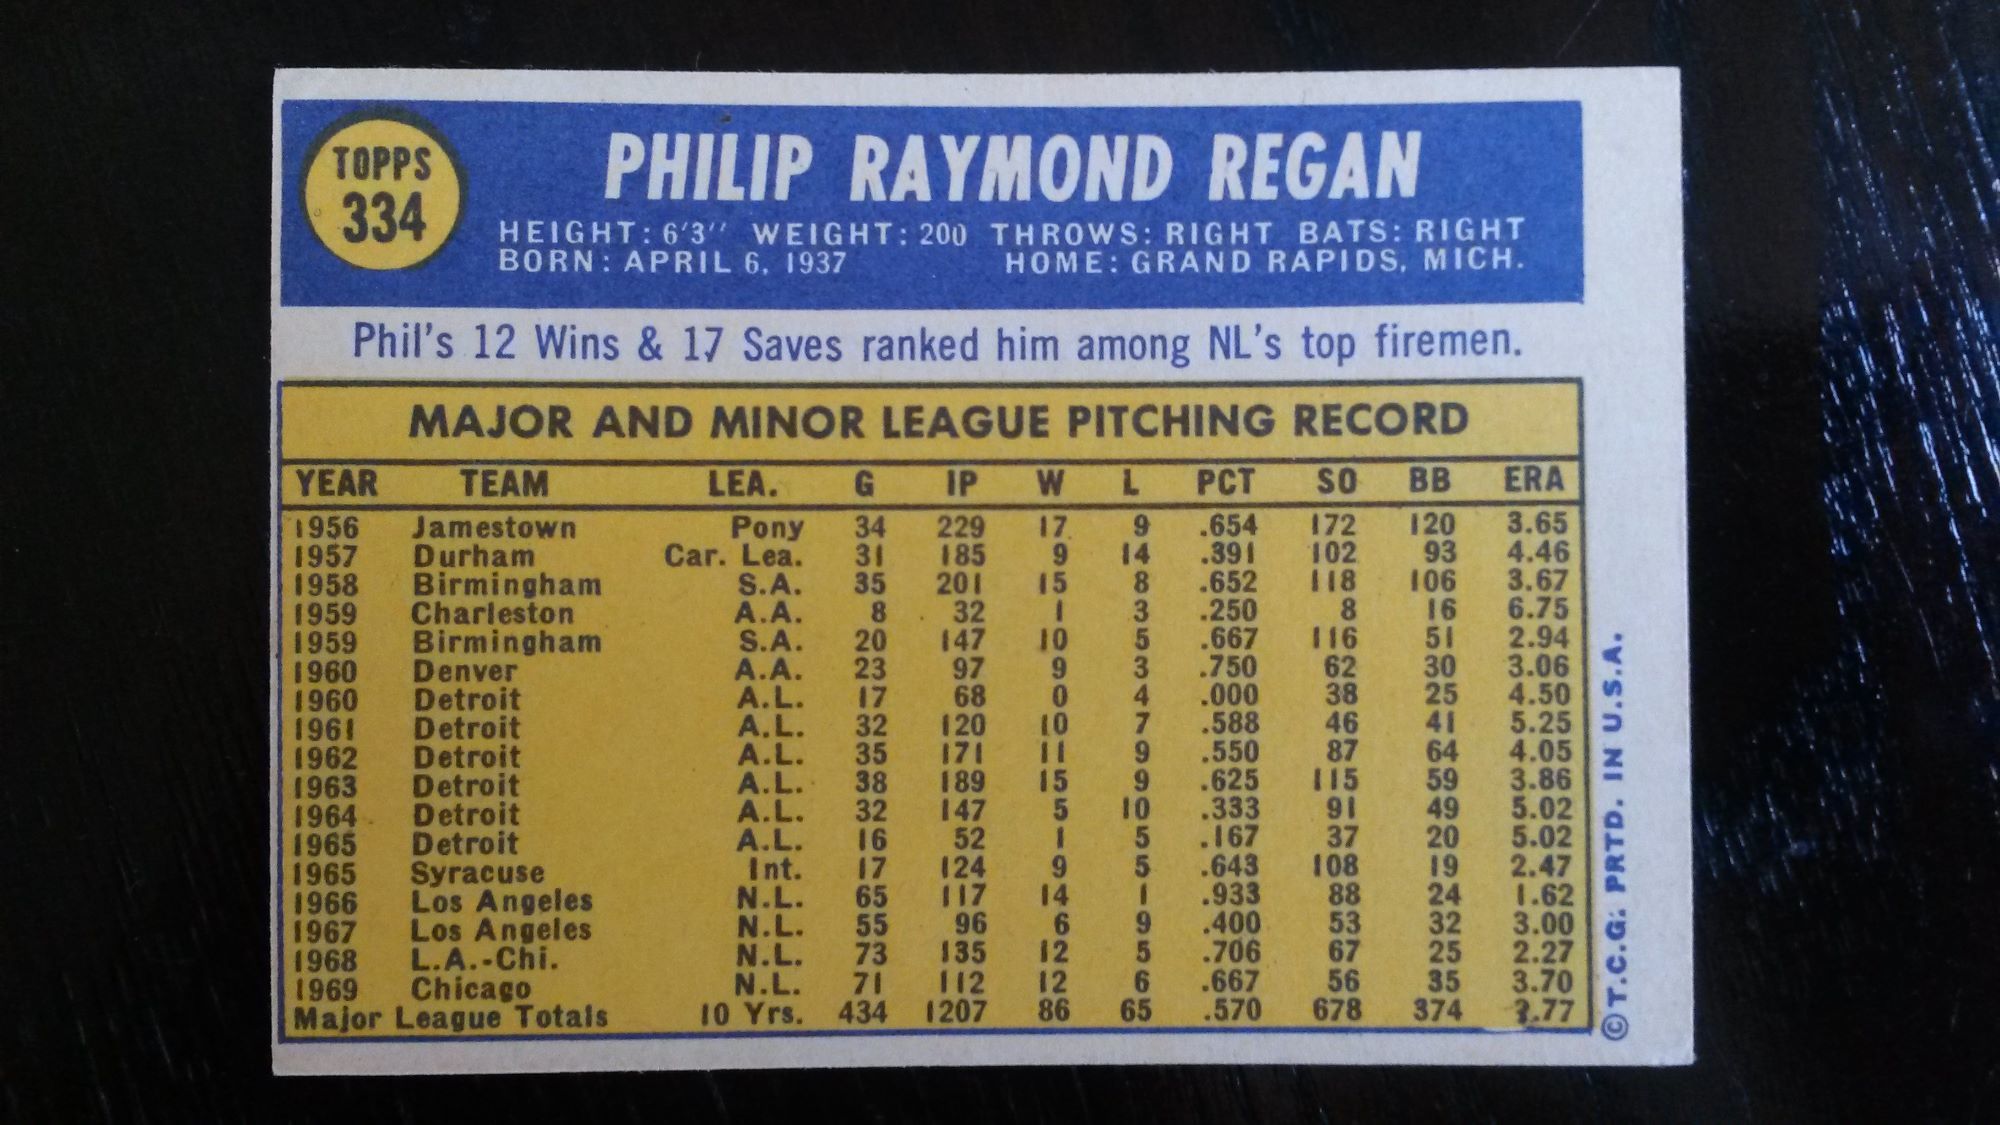 TOPPS
334
PHILIP RAYMOND REGAN
HEIGHT: 6'3" WEIGHT: 200 THROWS: RIGHT BATS: RIGHT
BORN: APRIL 6, 1937 HOME: GRAND RAPIDS, MICH.
Phil's 12 Wins & 17 Saves ranked him among NL's top firemen.
MAJOR AND MINOR LEAGUE PITCHING RECORD
YEAR TEAM LEA. G IP W L PCT SO BB ERA
1956 Jamestown Pony 34 229 17 9 .654 172 120 3.65
1957 Durham Car. Lea. 31 185 9 14 .391 102 93 4.46
1958 Birmingham S.A. 35 201 15 8 .652 118 106 3.67
1959 Charleston A.A. 8 32 1 3 .250 8 16 6.75
1959 Birmingham S.A. 20 147 10 5 .667 116 51 2.94
1960 Denver A.A. 23 97 9 3 .750 62 30 3.06
1960 Detroit A.L. 17 68 0 4 .000 38 25 4.50
1961 Detroit A.L. 32 120 10 7 .588 46 41 5.25
1962 Detroit A.L. 35 171 11 9 .550 87 64 4.05
1963 Detroit A.L. 38 189 15 9 .625 115 59 3.86
1964 Detroit A.L. 32 147 5 10 .333 91 49 5.02
1965 Detroit A.L. 16 52 1 5 .167 37 20 5.02
1965 Syracuse Int. 17 124 9 5 .643 108 19 2.47
1966 Los Angeles N.L. 65 117 14 1 .933 88 24 1.62
1967 Los Angeles N.L. 55 96 6 9 .400 53 32 3.00
1968 L.A.-Chi. N.L. 73 135 12 5 .706 67 25 2.27
1969 Chicago N.L. 71 112 12 6 .667 56 35 3.70
Major League Totals 10 Yrs. 434 1207 86 65 .570 678 374 3.77
© T.C.G. PRTD. IN U.S.A.